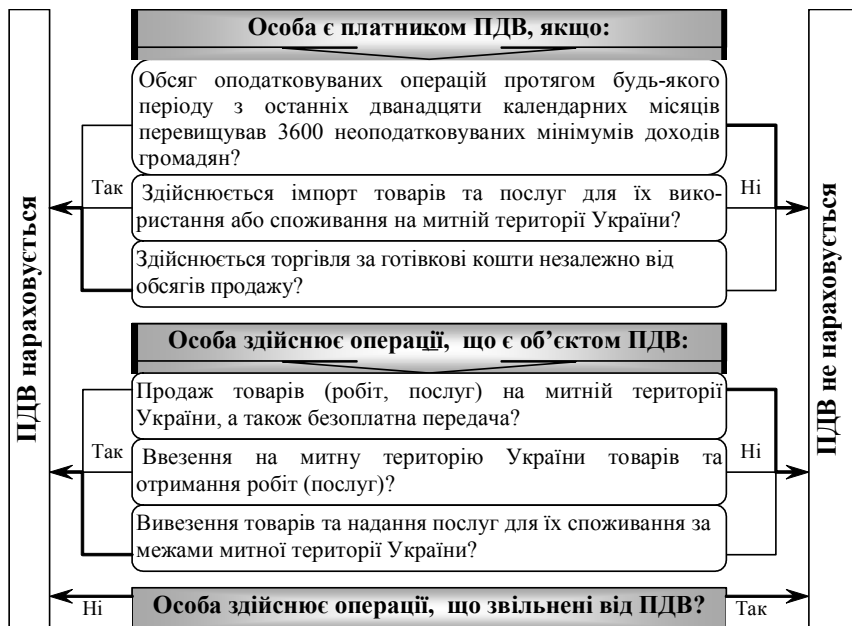 Особа є платником ПДВ, якщо:
Обсяг оподатковуваних операцій протягом будь-якого
періоду з останніх дванадцяти календарних місяців
перевищував 3600 неоподатковуваних мінімумів доходів
громадян?
Так
Здійснюється імпорт товарів та послуг для їх вико-
ристання або споживання на митній території України?
Ні
Здійснюється торгівля за готівкові кошти незалежно від
обсягів продажу?
ПДВ нараховується
ПДВ не нараховується
Особа здійснює операції, що є об’єктом ПДВ:
Продаж товарів (робіт, послуг) на митній території
України, а також безоплатна передача?
Так
Ввезення на митну територію України товарів та
отримання робіт (послуг)?
Ні
Вивезення товарів та надання послуг для їх споживання за
межами митної території України?
Ні
Особа здійснює операції, що звільнені від ПДВ?
Так